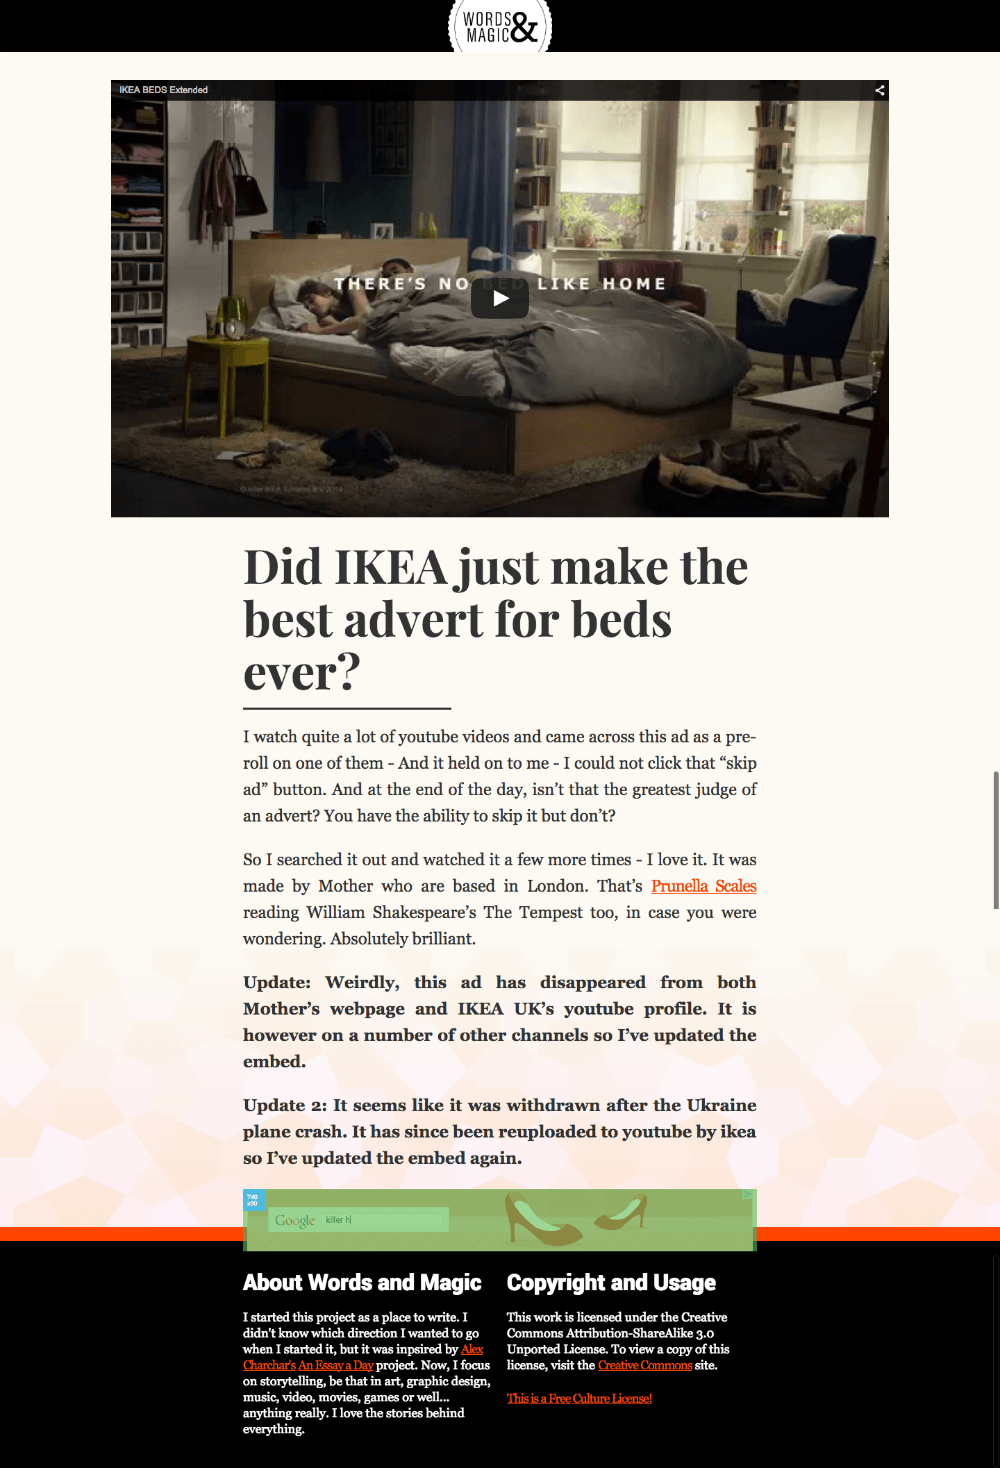 WORDS
MAGIC &
IKEA BEDS Extended
THERE'S NO BED LIKE HOME
© Inter IKEA Systems B.V. 2014
Did IKEA just make the
best advert for beds
ever?
I watch quite a lot of youtube videos and came across this ad as a pre-
roll on one of them - And it held on to me - I could not click that “skip
ad” button. And at the end of the day, isn’t that the greatest judge of
an advert? You have the ability to skip it but don’t?
So I searched it out and watched it a few more times - I love it. It was
made by Mother who are based in London. That’s Prunella Scales
reading William Shakespeare’s The Tempest too, in case you were
wondering. Absolutely brilliant.
Update: Weirdly, this ad has disappeared from both
Mother’s webpage and IKEA UK’s youtube profile. It is
however on a number of other channels so I’ve updated the
embed.
Update 2: It seems like it was withdrawn after the Ukraine
plane crash. It has since been reuploaded to youtube by ikea
so I’ve updated the embed again.
746
x90
Google killer h
About Words and Magic
I started this project as a place to write. I
didn't know which direction I wanted to go
when I started it, but it was inpsired by Alex
Charchar's An Essay a Day project. Now, I focus
on storytelling, be that in art, graphic design,
music, video, movies, games or well...
anything really. I love the stories behind
everything.
Copyright and Usage
This work is licensed under the Creative
Commons Attribution-ShareAlike 3.0
Unported License. To view a copy of this
license, visit the Creative Commons site.
This is a Free Culture License!